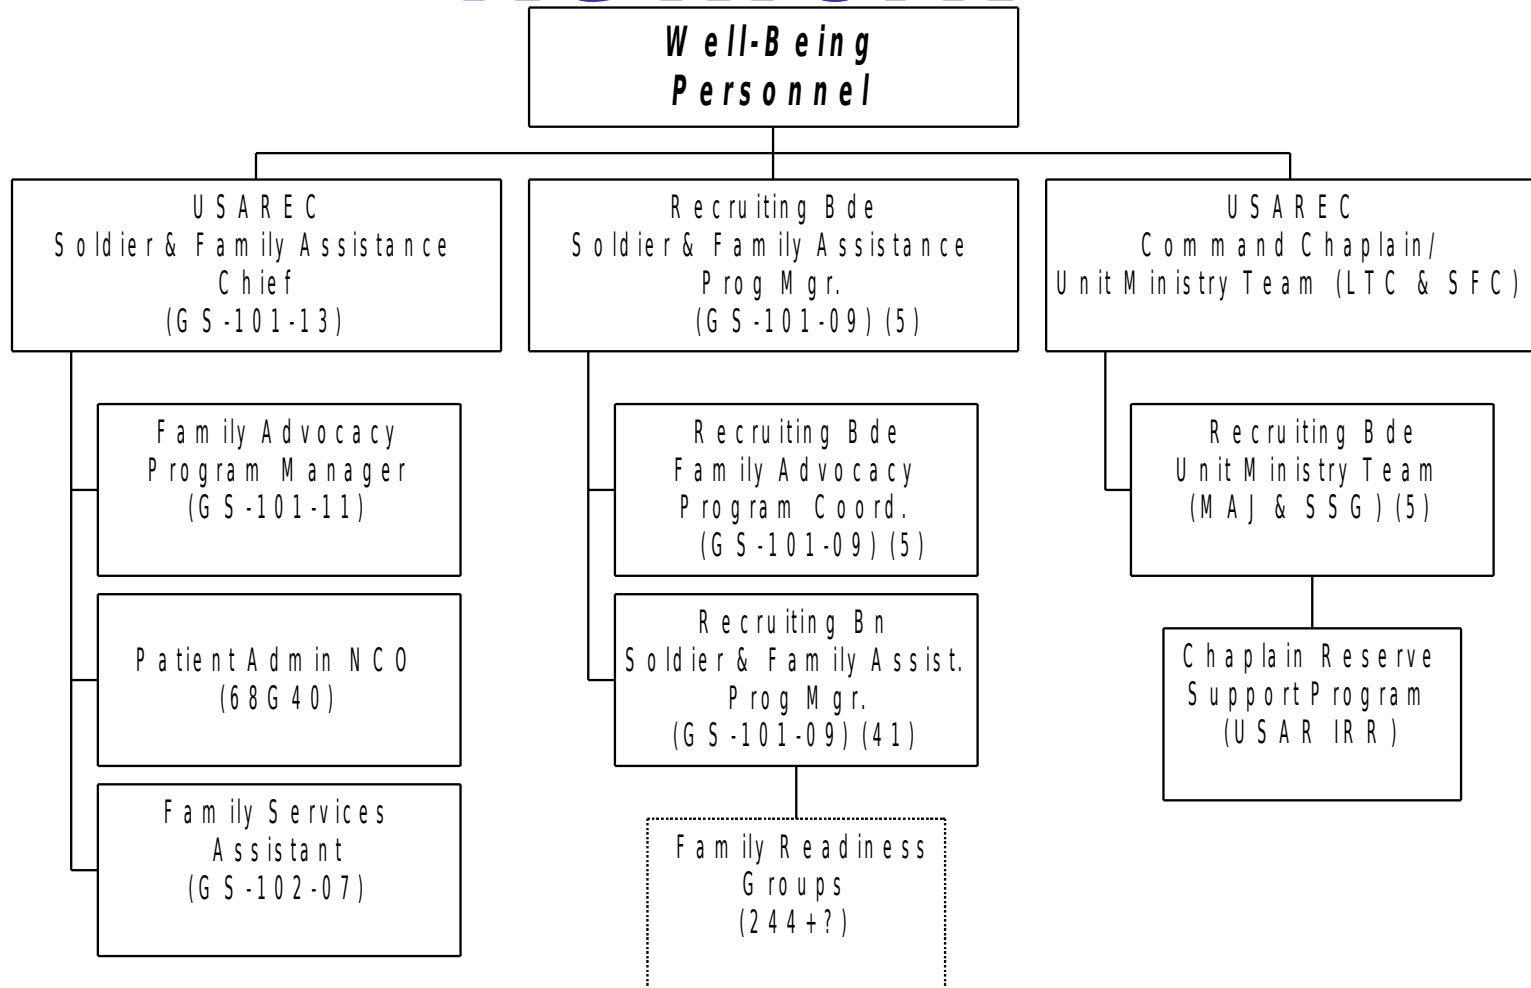 Well-Being
Personnel
USAREC
Soldier & Family Assistance
Chief
(GS-101-13)
Recruiting Bde
Soldier & Family Assistance
Prog Mgr.
(GS-101-09) (5)
USAREC
Command Chaplain/
Unit Ministry Team (LTC & SFC)
Family Advocacy
Program Manager
(GS-101-11)
Patient Admin NCO
(68G40)
Family Services
Assistant
(GS-102-07)
Recruiting Bde
Family Advocacy
Program Coord.
(GS-101-09) (5)
Recruiting Bn
Soldier & Family Assist.
Prog Mgr.
(GS-101-09) (41)
Family Readiness
Groups
(244+?)
Recruiting Bde
Unit Ministry Team
(MAJ & SSG) (5)
Chaplain Reserve
Support Program
(USAR IRR)